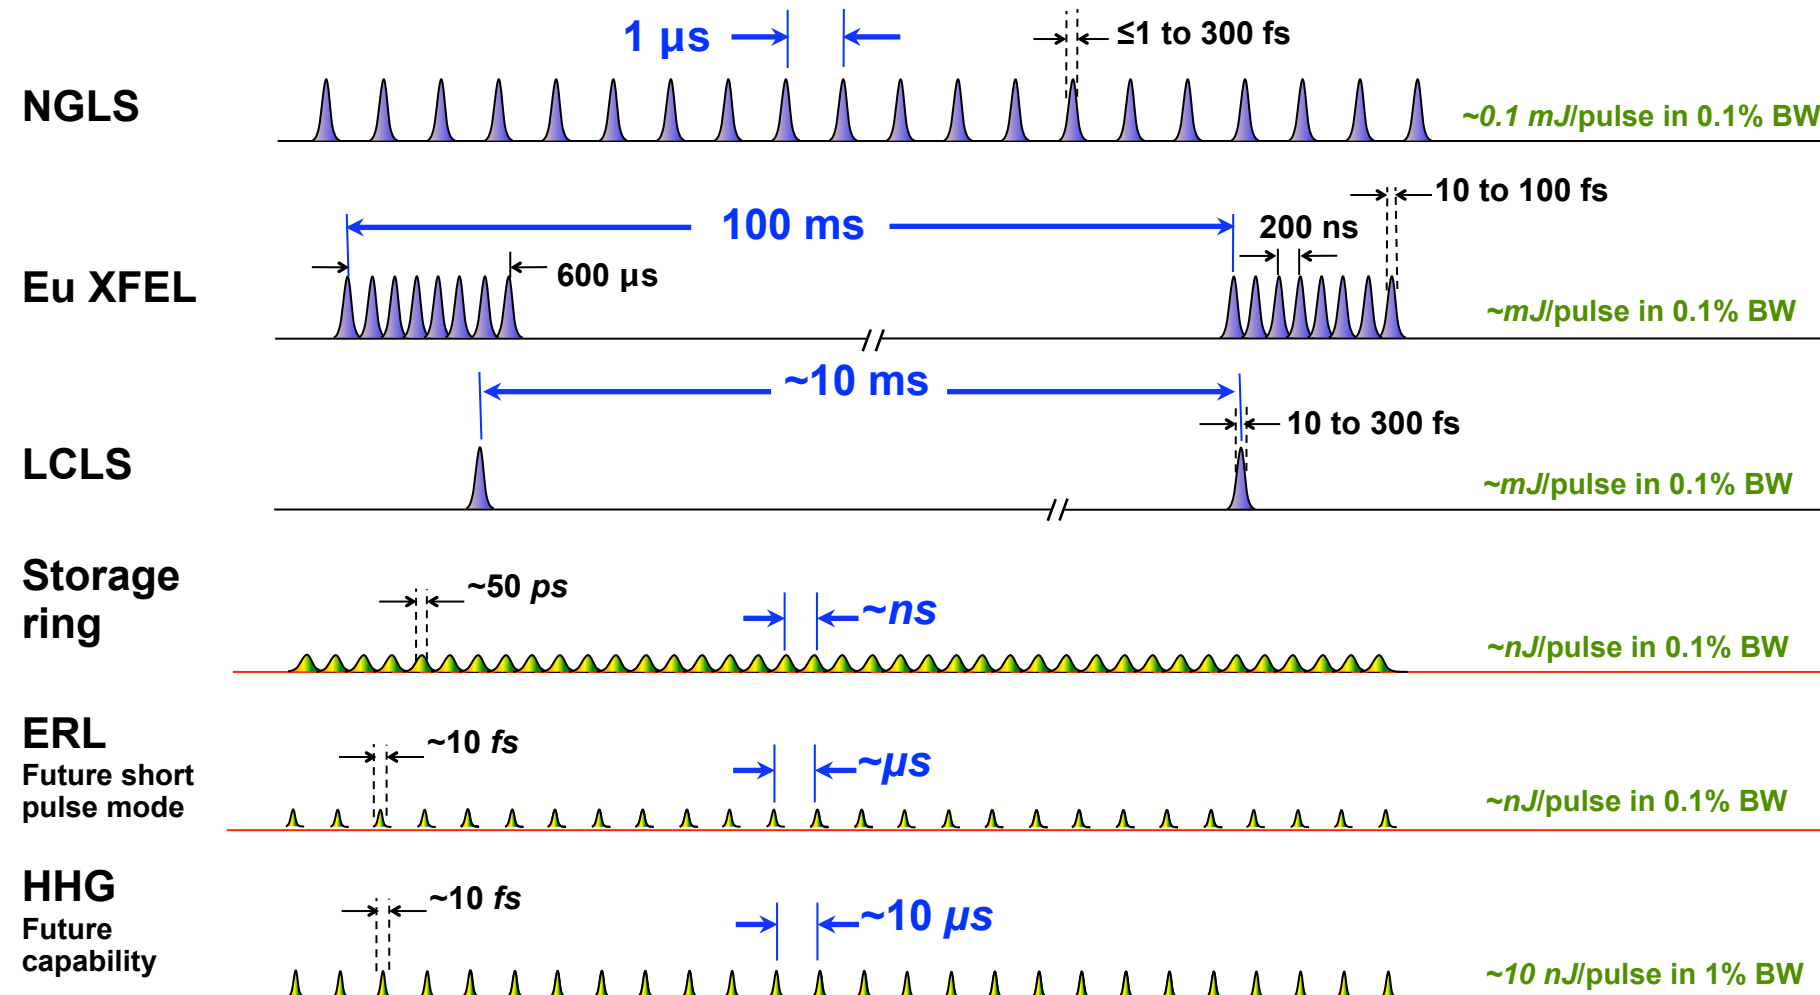 1 µs
≤1 to 300 fs
NGLS
~0.1 mJ/pulse in 0.1% BW
10 to 100 fs
100 ms
200 ns
600 µs
Eu XFEL
~mJ/pulse in 0.1% BW
~10 ms
10 to 300 fs
LCLS
~mJ/pulse in 0.1% BW
Storage
ring
~50 ps
~ns
~nJ/pulse in 0.1% BW
ERL
Future short
pulse mode
~10 fs
~µs
~nJ/pulse in 0.1% BW
HHG
Future
capability
~10 fs
~10 µs
~10 nJ/pulse in 1% BW